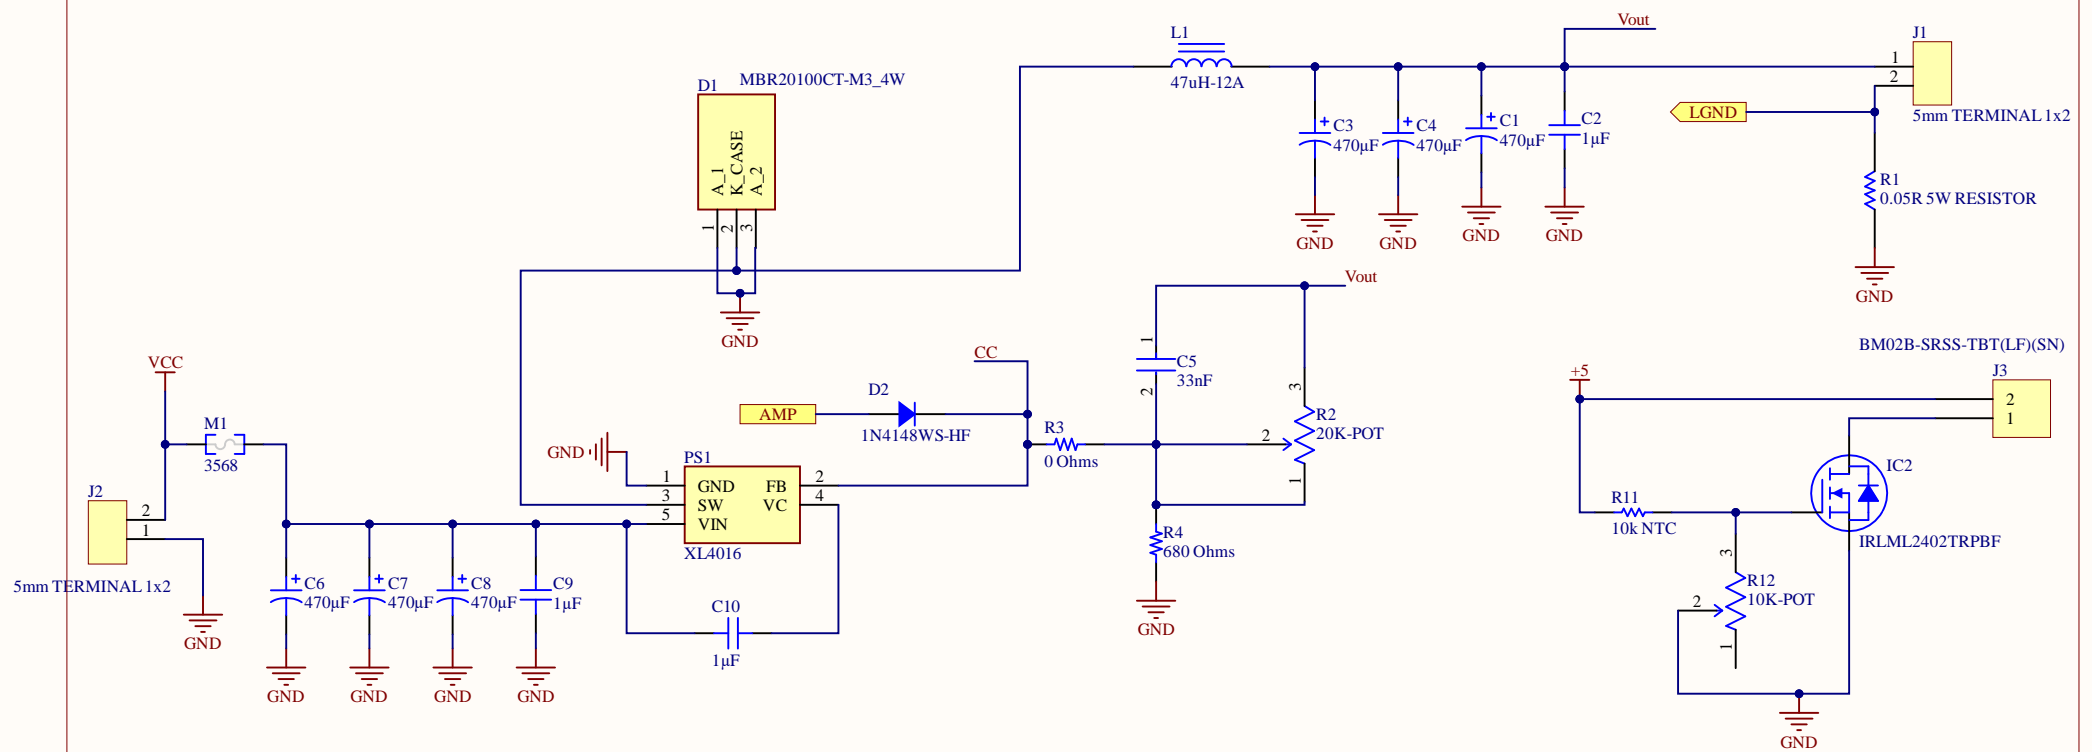 Vout
L1
47uH-12A
J1
1
2
5mm TERMINAL 1x2
LGND
D1
MBR20100CT-M3_4W
A_1
K_CASE
A_2
1
2
3
GND
C3
470µF
GND
C4
470µF
GND
C1
470µF
GND
C2
1µF
GND
R1
0.05R 5W RESISTOR
GND
Vout
1
C5
33nF
2
3
R2
20K-POT
2
1
CC
D2
AMP
1N4148WS-HF
R3
0 Ohms
R4
680 Ohms
GND
VCC
M1
3568
J2
2
1
5mm TERMINAL 1x2
GND
GND
PS1
1
GND
FB
2
3
SW
VC
4
5
VIN
XL4016
C6
470µF
GND
C7
470µF
GND
C8
470µF
GND
C9
1µF
GND
C10
1µF
BM02B-SRSS-TBT(LF)(SN)
+5
J3
2
1
IC2
IRLML2402TRPBF
R11
10k NTC
3
R12
10K-POT
2
1
GND